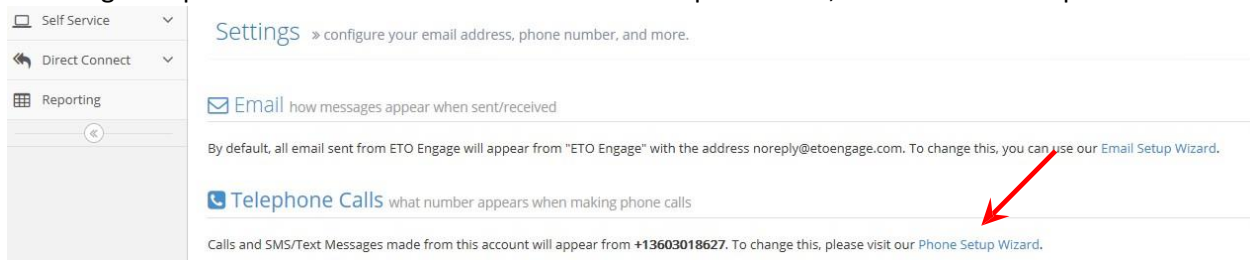 Self Service
Settings » configure your email address, phone number, and more.
Direct Connect
Reporting
Email how messages appear when sent/received
By default, all email sent from ETO Engage will appear from "ETO Engage" with the address noreply@etoengage.com. To change this, you can use our Email Setup Wizard.
Telephone Calls what number appears when making phone calls
Calls and SMS/Text Messages made from this account will appear from +13603018627. To change this, please visit our Phone Setup Wizard.